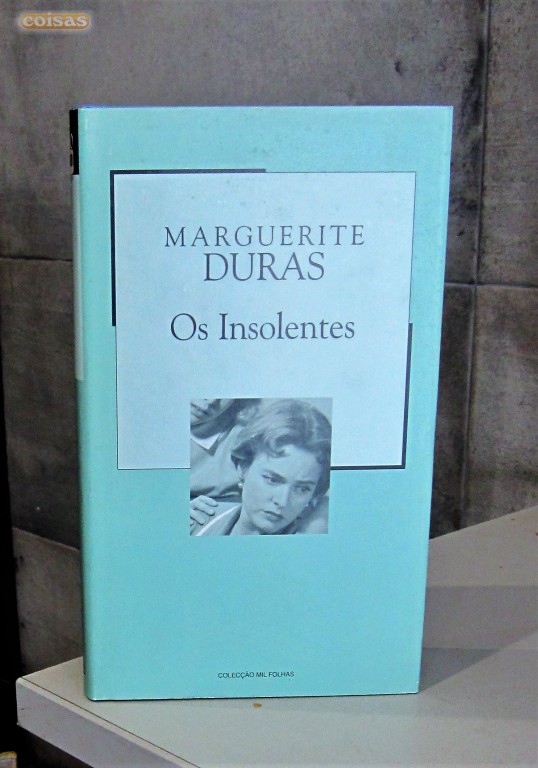 coisas
MARGUERITE
DURAS
Os Insolentes
COLECÇÃO MIL FOLHAS